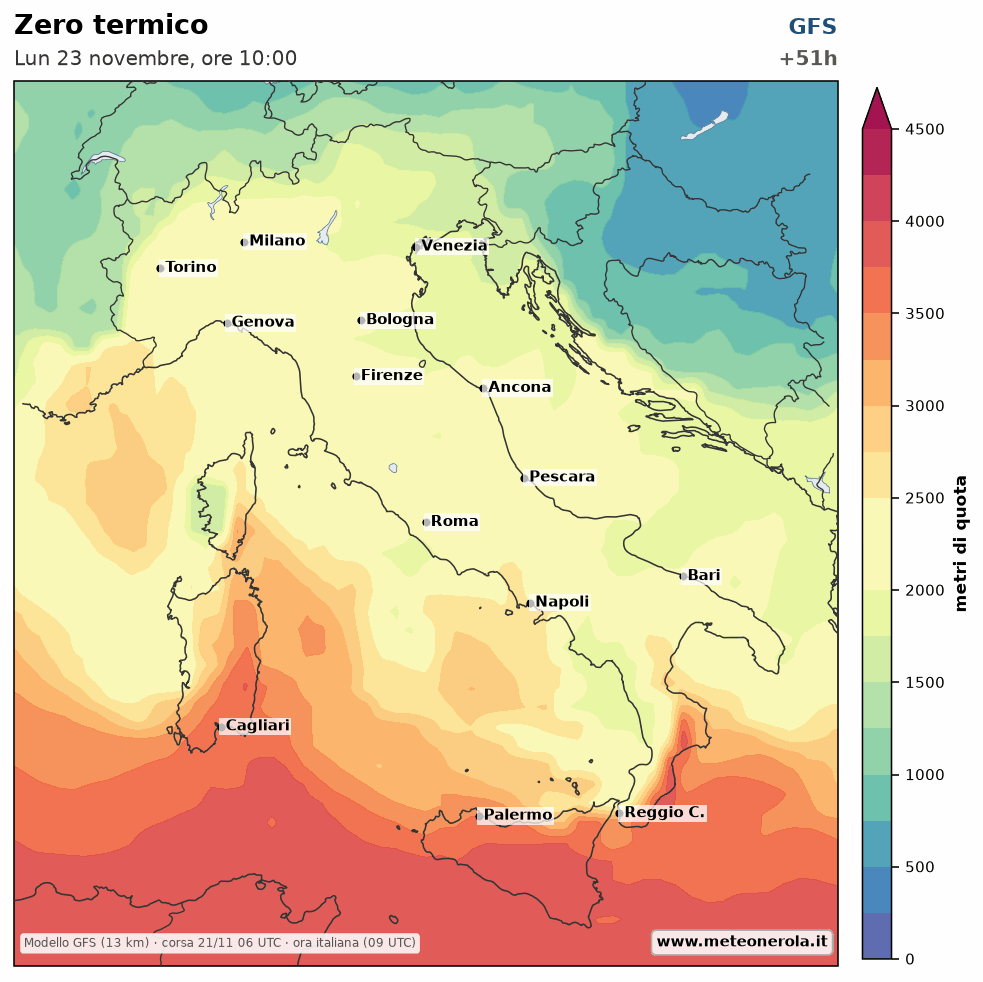 Zero termico
GFS
Lun 23 novembre, ore 10:00
+51h
4500
4000
3500
3000
2500
2000
1500
1000
500
0
metri di quota
Milano
Venezia
Torino
Genova
Bologna
Firenze
Ancona
Pescara
Roma
Bari
Napoli
Cagliari
Palermo
Reggio C.
Modello GFS (13 km) · corsa 21/11 06 UTC · ora italiana (09 UTC)
www.meteonerola.it